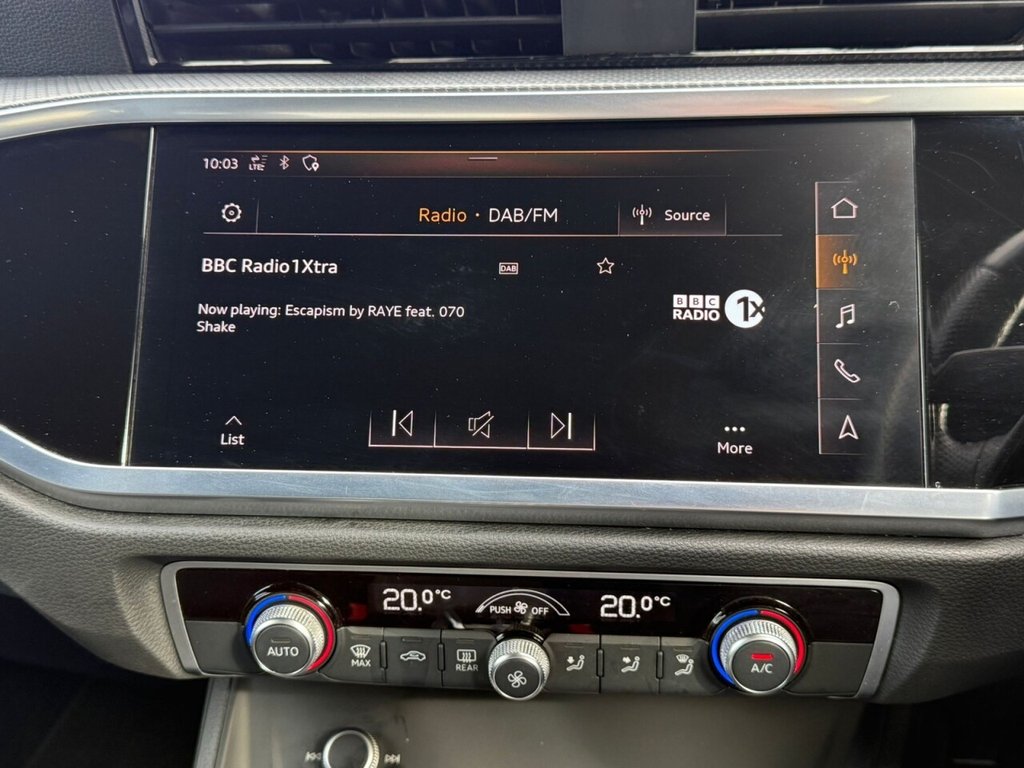 10:03 LTE
Radio · DAB/FM
Source
BBC Radio 1Xtra
DAB
Now playing: Escapism by RAYE feat. 070
Shake
BBC
RADIO 1X
List
More
20.0°C
PUSH OFF
20.0°C
AUTO
MAX
REAR
A/C